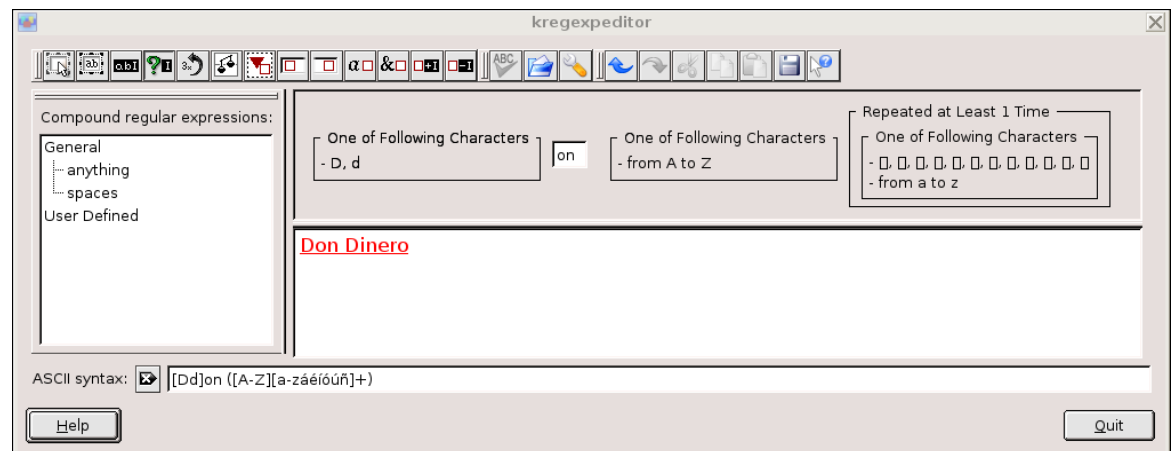 kregexpeditor
Compound regular expressions:
General
anything
spaces
User Defined
One of Following Characters
- D, d
on
One of Following Characters
- from A to Z
Repeated at Least 1 Time
One of Following Characters
- ▯, ▯, ▯, ▯, ▯, ▯, ▯, ▯, ▯, ▯, ▯, ▯
- from a to z
Don Dinero
ASCII syntax:
[Dd]on ([A-Z][a-záéíóúñ]+)
Help
Quit